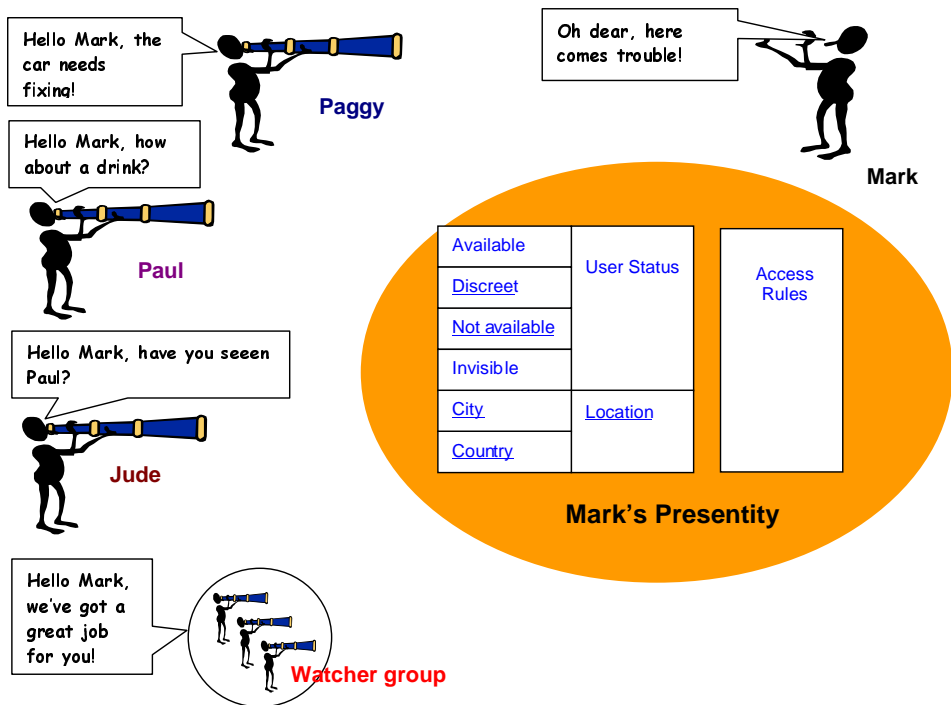 Hello Mark, the
car needs
fixing!
Paggy
Oh dear, here
comes trouble!
Mark
Hello Mark, how
about a drink?
Paul
Hello Mark, have you seeen
Paul?
Jude
Hello Mark,
we've got a
great job
for you!
Watcher group
Available
Discreet
Not available
Invisible
City
Country
User Status
Location
Access
Rules
Mark's Presentity